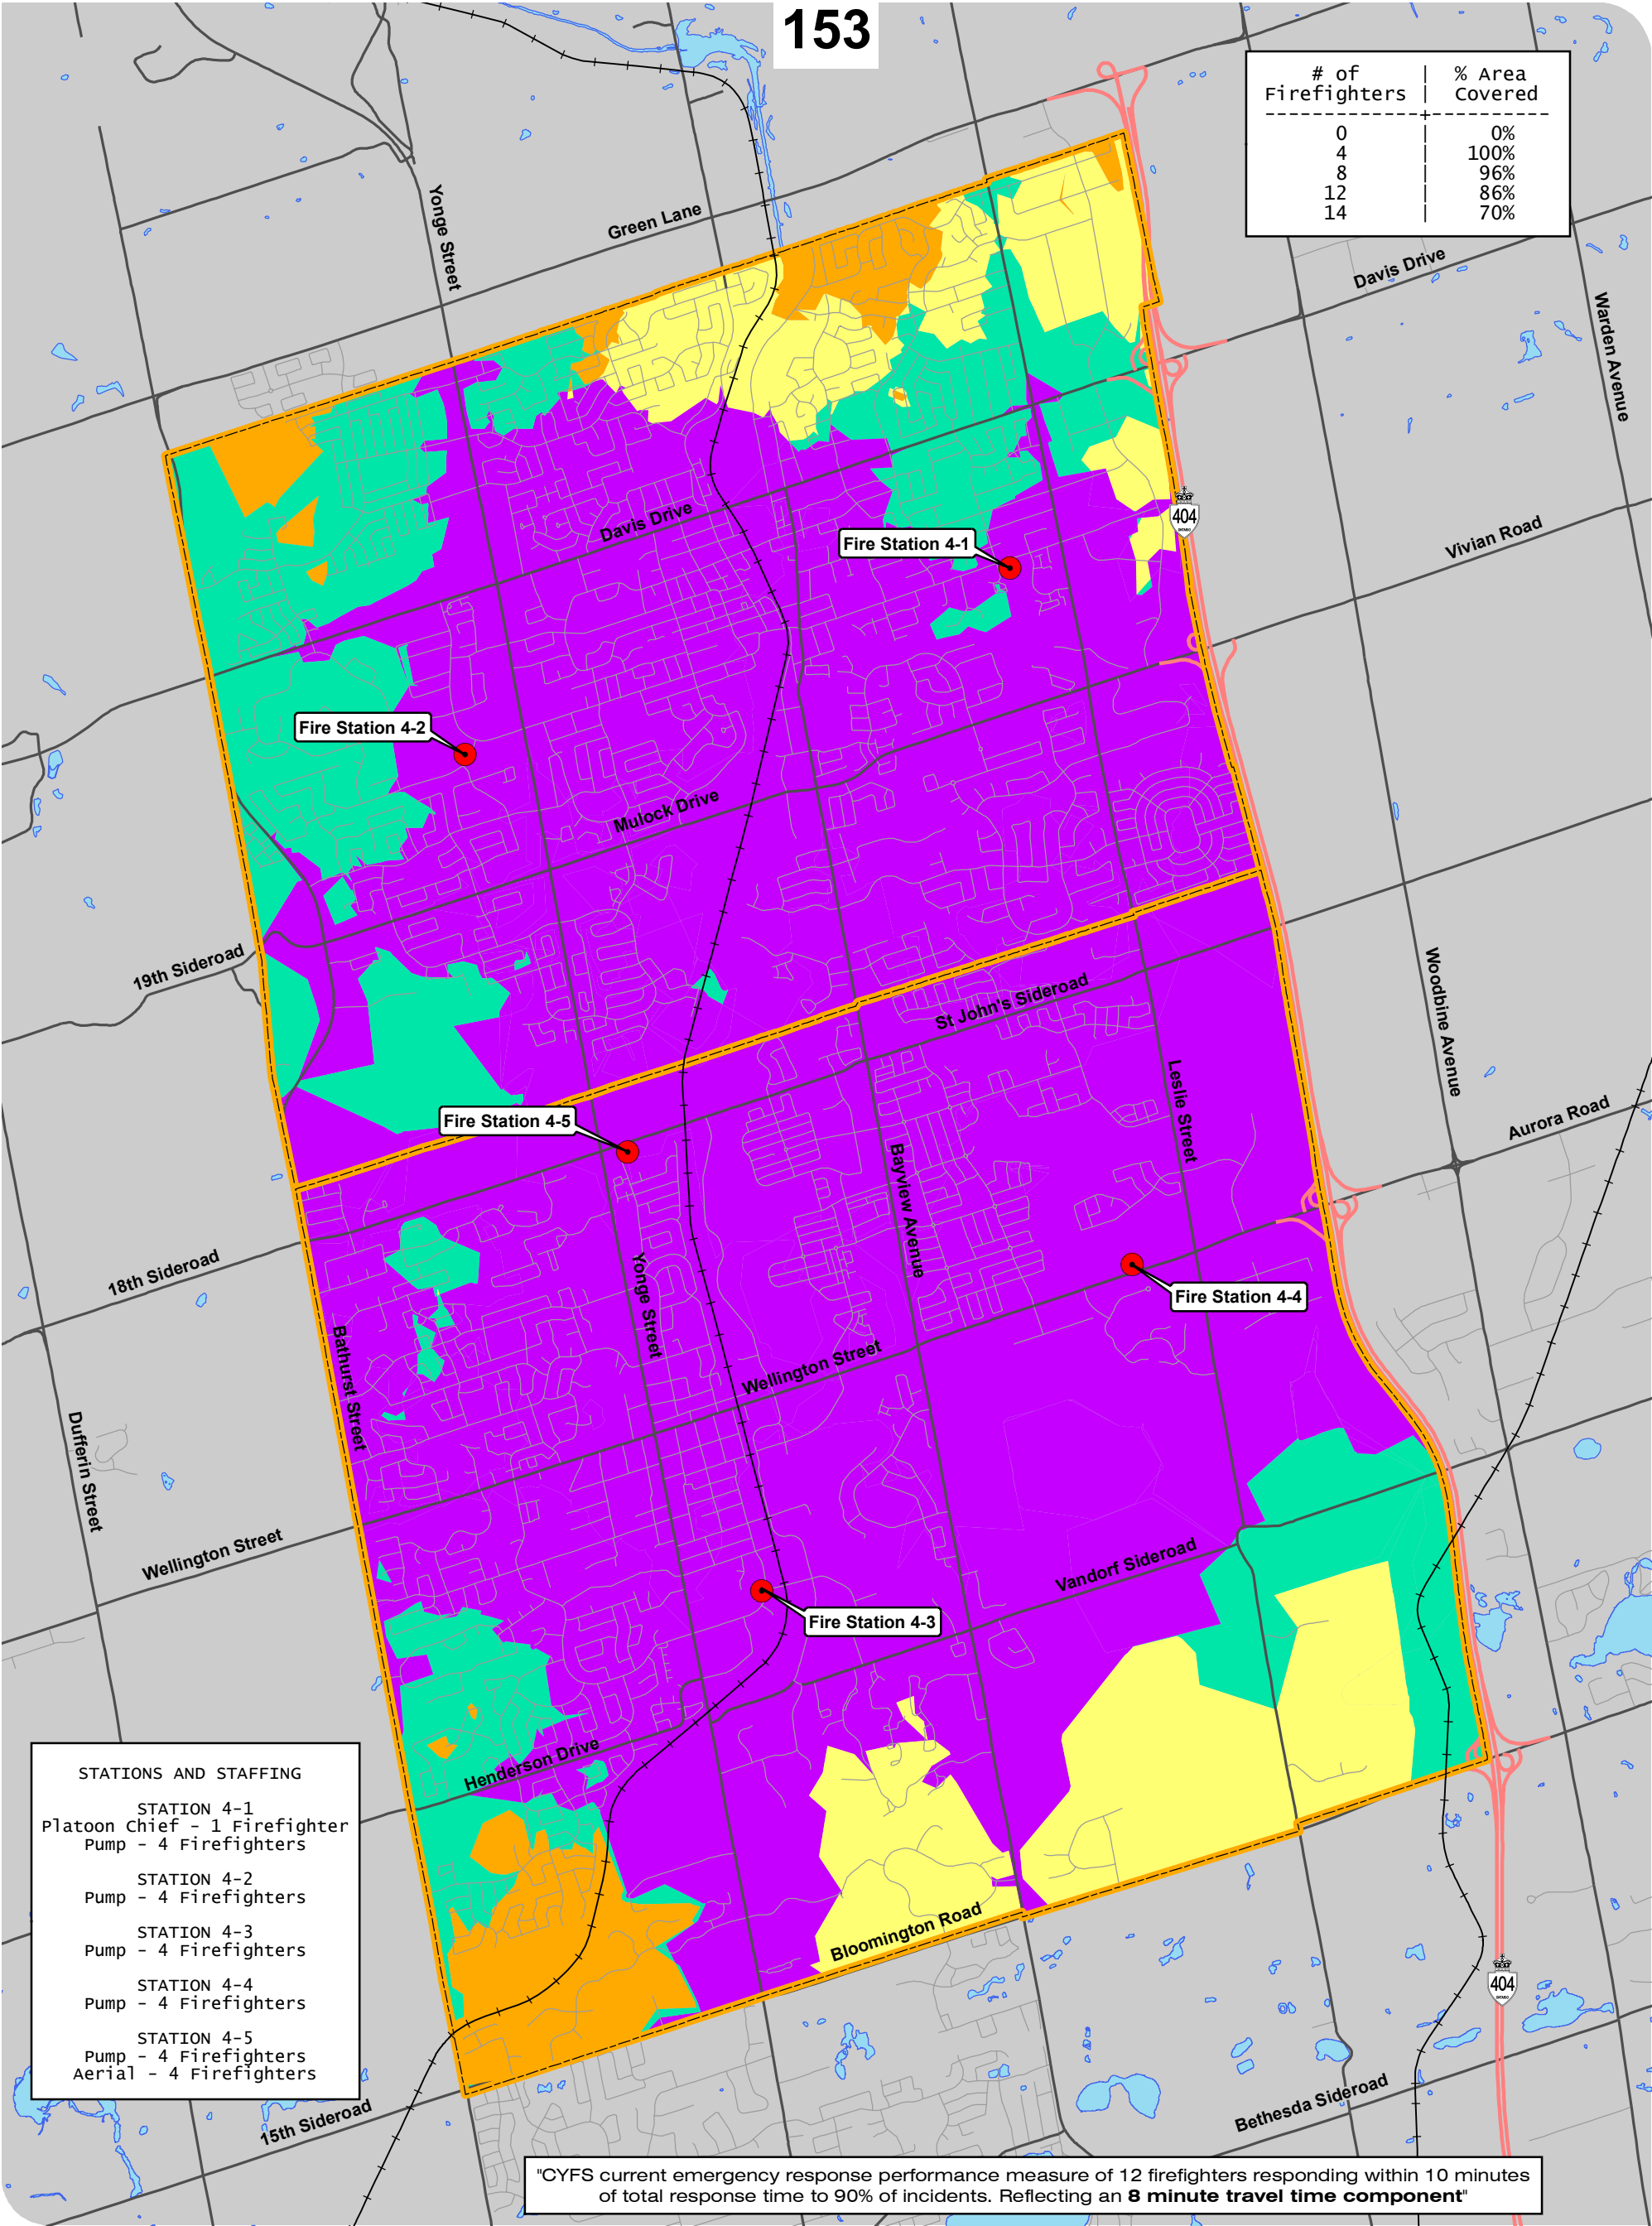 153
# of | % Area
Firefighters | Covered
--------------+-----------
0 | 0%
4 | 100%
8 | 96%
12 | 86%
14 | 70%
Yonge Street
Green Lane
Davis Drive
Warden Avenue
404
ONTARIO
Davis Drive
Fire Station 4-1
Vivian Road
Fire Station 4-2
Mulock Drive
19th Sideroad
St John's Sideroad
Woodbine Avenue
Leslie Street
Aurora Road
Fire Station 4-5
Bayview Avenue
18th Sideroad
Yonge Street
Fire Station 4-4
Bathurst Street
Wellington Street
Dufferin Street
Wellington Street
Vandorf Sideroad
Fire Station 4-3
Henderson Drive
STATIONS AND STAFFING
STATION 4-1
Platoon Chief - 1 Firefighter
Pump - 4 Firefighters
STATION 4-2
Pump - 4 Firefighters
STATION 4-3
Pump - 4 Firefighters
STATION 4-4
Pump - 4 Firefighters
STATION 4-5
Pump - 4 Firefighters
Aerial - 4 Firefighters
Bloomington Road
404
ONTARIO
15th Sideroad
Bethesda Sideroad
"CYFS current emergency response performance measure of 12 firefighters responding within 10 minutes
of total response time to 90% of incidents. Reflecting an 8 minute travel time component"